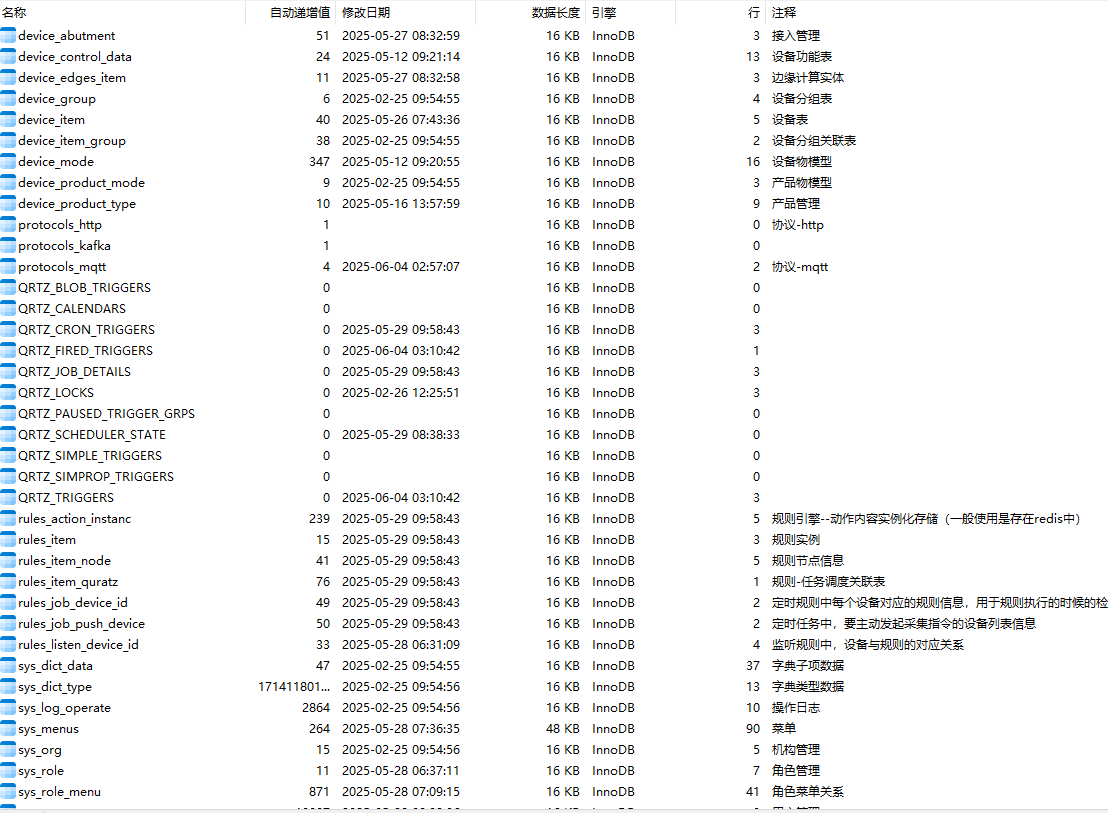 名称 自动递增值 修改日期 数据长度 引擎 行 注释
device_abutment 51 2025-05-27 08:32:59 16 KB InnoDB 3 接入管理
device_control_data 24 2025-05-12 09:21:14 16 KB InnoDB 13 设备功能表
device_edges_item 11 2025-05-27 08:32:58 16 KB InnoDB 3 边缘计算实体
device_group 6 2025-02-25 09:54:55 16 KB InnoDB 4 设备分组表
device_item 40 2025-05-26 07:43:36 16 KB InnoDB 5 设备表
device_item_group 38 2025-02-25 09:54:55 16 KB InnoDB 2 设备分组关联表
device_mode 347 2025-05-12 09:20:55 16 KB InnoDB 16 设备物模型
device_product_mode 9 2025-02-25 09:54:55 16 KB InnoDB 3 产品物模型
device_product_type 10 2025-05-16 13:57:59 16 KB InnoDB 9 产品管理
protocols_http 1 16 KB InnoDB 0 协议-http
protocols_kafka 1 16 KB InnoDB 0
protocols_mqtt 4 2025-06-04 02:57:07 16 KB InnoDB 2 协议-mqtt
QRTZ_BLOB_TRIGGERS 0 16 KB InnoDB 0
QRTZ_CALENDARS 0 16 KB InnoDB 0
QRTZ_CRON_TRIGGERS 0 2025-05-29 09:58:43 16 KB InnoDB 3
QRTZ_FIRED_TRIGGERS 0 2025-06-04 03:10:42 16 KB InnoDB 1
QRTZ_JOB_DETAILS 0 2025-05-29 09:58:43 16 KB InnoDB 3
QRTZ_LOCKS 0 2025-02-26 12:25:51 16 KB InnoDB 3
QRTZ_PAUSED_TRIGGER_GRPS 0 16 KB InnoDB 0
QRTZ_SCHEDULER_STATE 0 2025-05-29 08:38:33 16 KB InnoDB 0
QRTZ_SIMPLE_TRIGGERS 0 16 KB InnoDB 0
QRTZ_SIMPROP_TRIGGERS 0 16 KB InnoDB 0
QRTZ_TRIGGERS 0 2025-06-04 03:10:42 16 KB InnoDB 3
rules_action_instanc 239 2025-05-29 09:58:43 16 KB InnoDB 5 规则引擎--动作内容实例化存储（一般使用是存在redis中）
rules_item 15 2025-05-29 09:58:43 16 KB InnoDB 3 规则实例
rules_item_node 41 2025-05-29 09:58:43 16 KB InnoDB 5 规则节点信息
rules_item_quratz 76 2025-05-29 09:58:43 16 KB InnoDB 1 规则-任务调度关联表
rules_job_device_id 49 2025-05-29 09:58:43 16 KB InnoDB 2 定时规则中每个设备对应的规则信息，用于规则执行的时候的检
rules_job_push_device 50 2025-05-29 09:58:43 16 KB InnoDB 2 定时任务中，要主动发起采集指令的设备列表信息
rules_listen_device_id 33 2025-05-28 06:31:09 16 KB InnoDB 4 监听规则中，设备与规则的对应关系
sys_dict_data 47 2025-02-25 09:54:55 16 KB InnoDB 37 字典子项数据
sys_dict_type 171411801... 2025-02-25 09:54:56 16 KB InnoDB 13 字典类型数据
sys_log_operate 2864 2025-02-25 09:54:56 16 KB InnoDB 10 操作日志
sys_menus 264 2025-05-28 07:36:35 48 KB InnoDB 90 菜单
sys_org 15 2025-02-25 09:54:56 16 KB InnoDB 5 机构管理
sys_role 11 2025-05-28 06:37:11 16 KB InnoDB 7 角色管理
sys_role_menu 871 2025-05-28 07:09:15 16 KB InnoDB 41 角色菜单关系